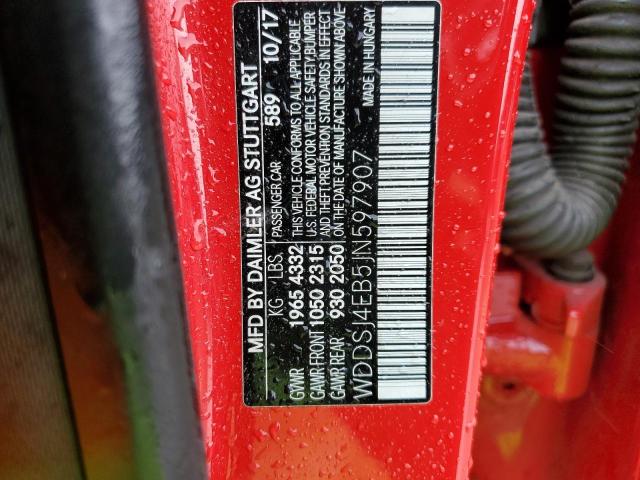 MFD BY DAIMLER AG STUTTGART
589 10/17
KG LBS. PASSENGER CAR
GVWR 1965 4332 THIS VEHICLE CONFORMS TO ALL APPLICABLE
GAWR-FRONT 1050 2315 U.S. FEDERAL MOTOR VEHICLE SAFETY, BUMPER
GAWR REAR 930 2050 AND THEFT PREVENTION STANDARDS IN EFFECT
ON THE DATE OF MANUFACTURE SHOWN ABOVE
WDDSJ4EB5JN597907 MADE IN HUNGARY